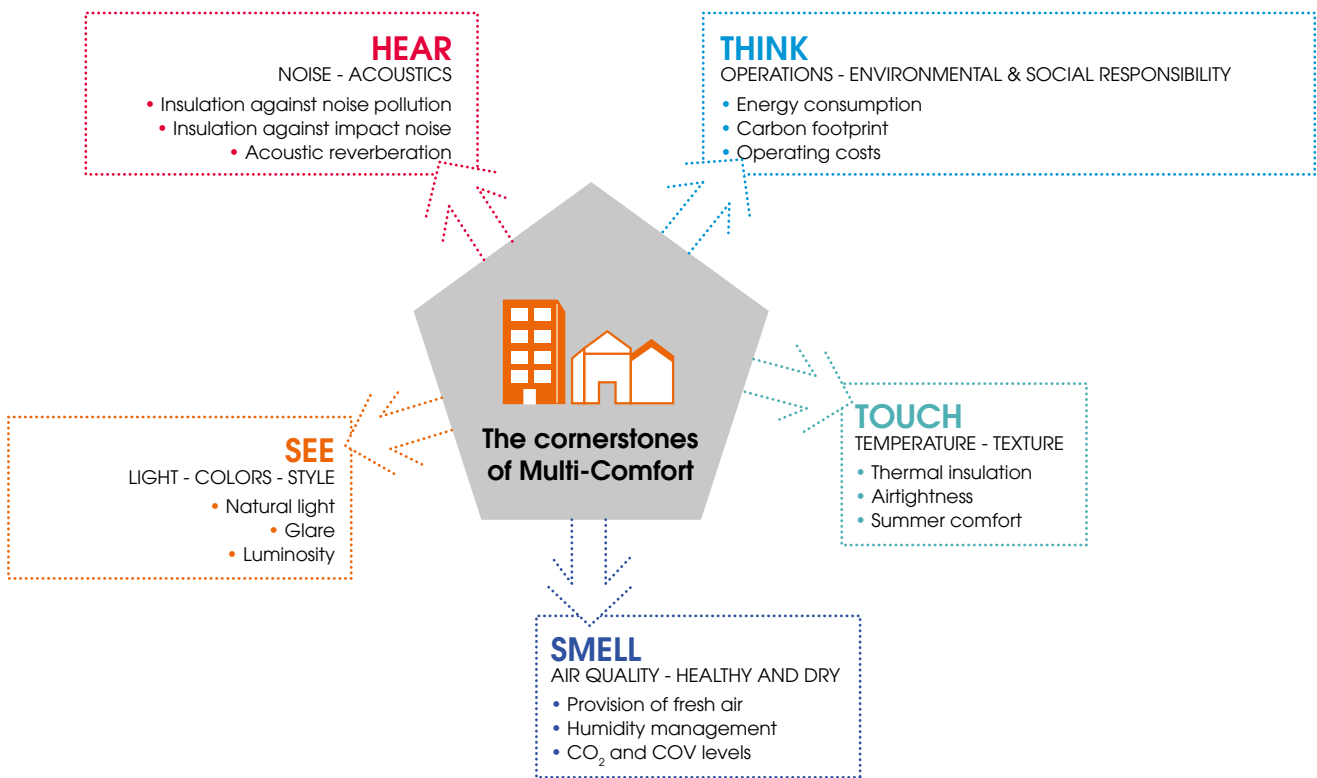 HEAR
NOISE - ACOUSTICS
• Insulation against noise pollution
• Insulation against impact noise
• Acoustic reverberation
THINK
OPERATIONS - ENVIRONMENTAL & SOCIAL RESPONSIBILITY
• Energy consumption
• Carbon footprint
• Operating costs
The cornerstones
of Multi-Comfort
SEE
LIGHT - COLORS - STYLE
• Natural light
• Glare
• Luminosity
TOUCH
TEMPERATURE - TEXTURE
• Thermal insulation
• Airtightness
• Summer comfort
SMELL
AIR QUALITY - HEALTHY AND DRY
• Provision of fresh air
• Humidity management
• CO₂ and COV levels